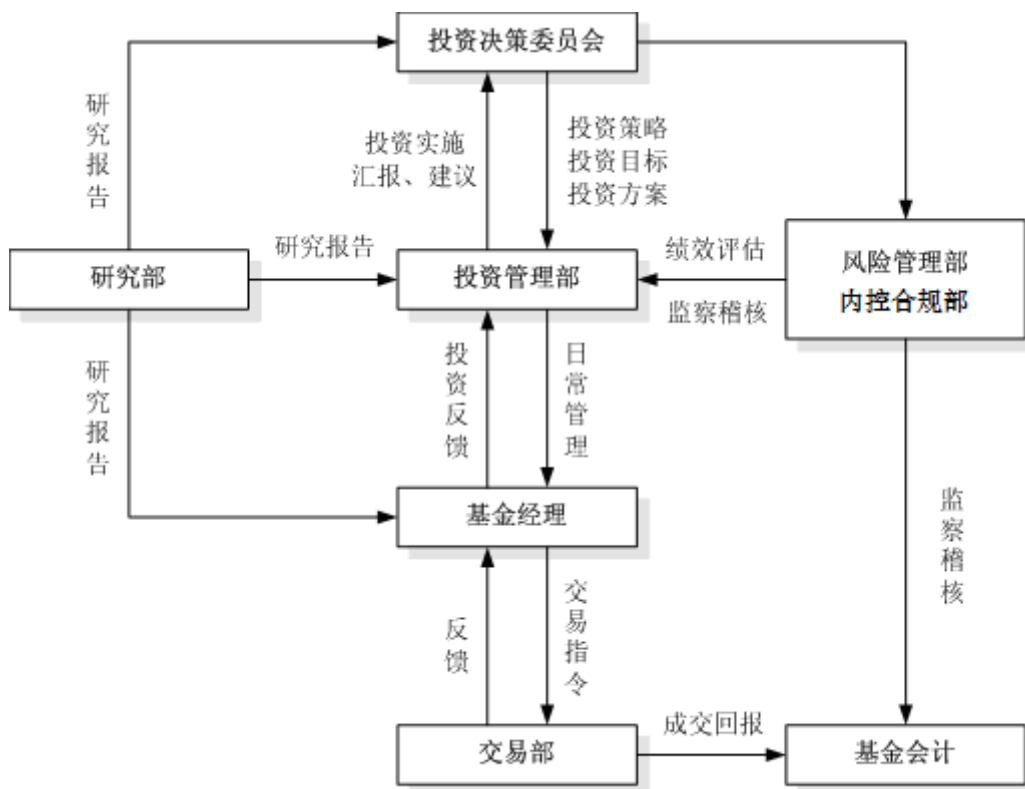 投资决策委员会
研究报告
投资实施
汇报、建议
投资策略
投资目标
投资方案
研究部
研究报告
投资管理部
绩效评估
监察稽核
风险管理部
内控合规部
研究报告
投资反馈
日常管理
基金经理
监察稽核
反馈
交易指令
交易部
成交回报
基金会计